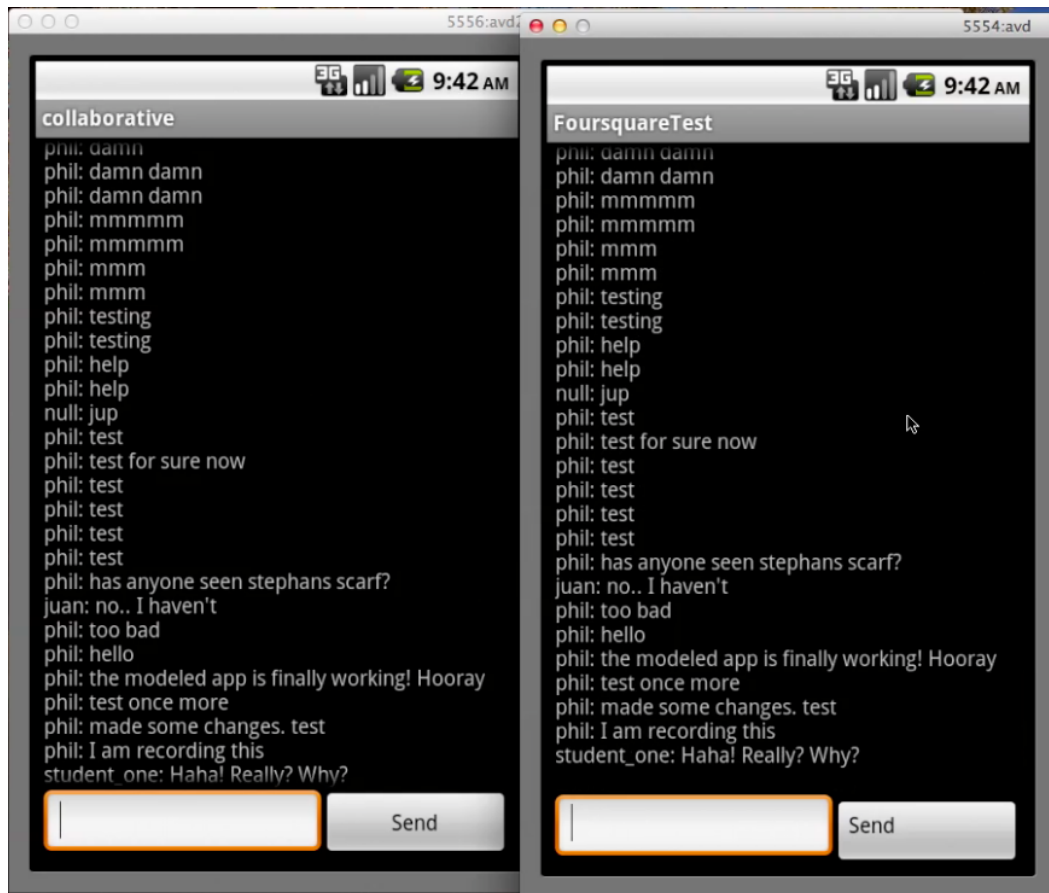 5556:avd2
3G 9:42 AM
collaborative
phil: damn
phil: damn damn
phil: damn damn
phil: mmmmm
phil: mmmmm
phil: mmm
phil: mmm
phil: testing
phil: testing
phil: help
phil: help
null: jup
phil: test
phil: test for sure now
phil: test
phil: test
phil: test
phil: test
phil: has anyone seen stephans scarf?
juan: no.. I haven't
phil: too bad
phil: hello
phil: the modeled app is finally working! Hooray
phil: test once more
phil: made some changes. test
phil: I am recording this
student_one: Haha! Really? Why?
Send
5554:avd
3G 9:42 AM
FoursquareTest
phil: damn damn
phil: damn damn
phil: mmmmm
phil: mmmmm
phil: mmm
phil: mmm
phil: testing
phil: testing
phil: help
phil: help
null: jup
phil: test
phil: test for sure now
phil: test
phil: test
phil: test
phil: test
phil: has anyone seen stephans scarf?
juan: no.. I haven't
phil: too bad
phil: hello
phil: the modeled app is finally working! Hooray
phil: test once more
phil: made some changes. test
phil: I am recording this
student_one: Haha! Really? Why?
Send